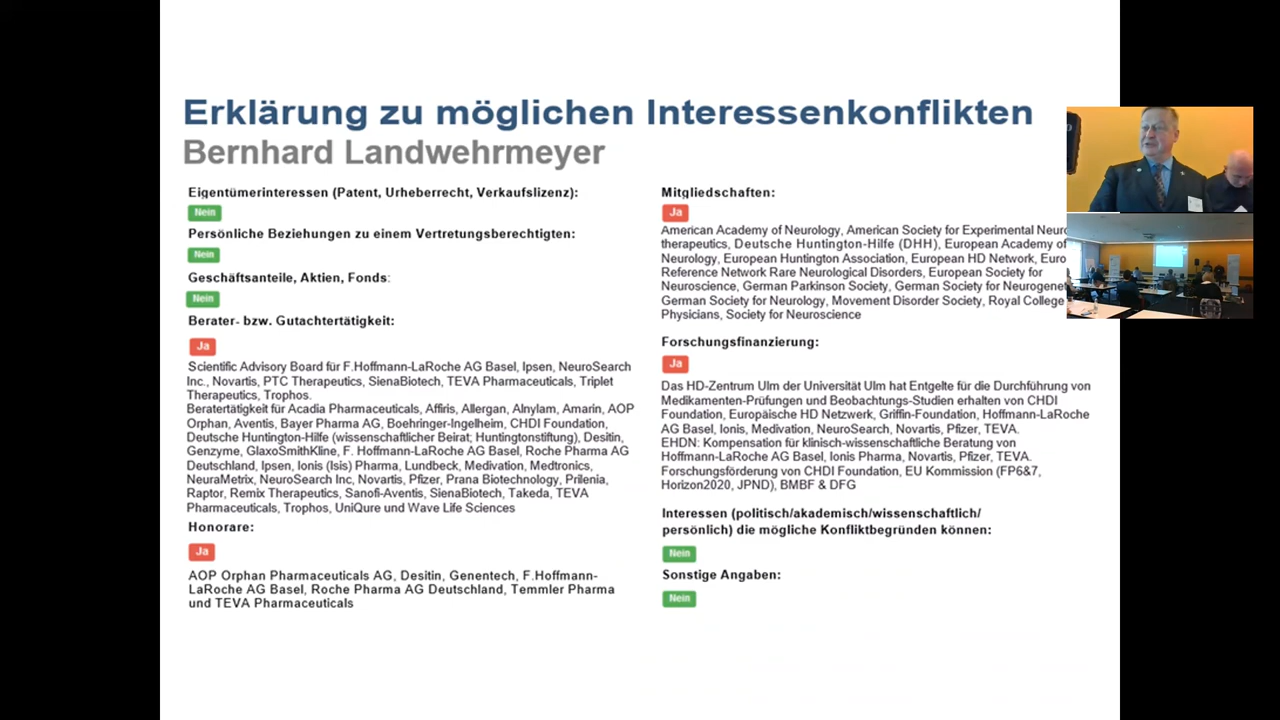 Erklärung zu möglichen Interessenkonflikten
Bernhard Landwehrmeyer
Eigentümerinteressen (Patent, Urheberrecht, Verkaufslizenz):
Nein
Persönliche Beziehungen zu einem Vertretungsberechtigten:
Nein
Geschäftsanteile, Aktien, Fonds:
Nein
Berater- bzw. Gutachtertätigkeit:
Ja
Scientific Advisory Board für F.Hoffmann-LaRoche AG Basel, Ipsen, NeuroSearch
Inc., Novartis, PTC Therapeutics, SienaBiotech, TEVA Pharmaceuticals, Triplet
Therapeutics, Trophos.
Beratertätigkeit für Acadia Pharmaceuticals, Affiris, Allergan, Alnylam, Amarin, AOP
Orphan, Aventis, Bayer Pharma AG, Boehringer-Ingelheim, CHDI Foundation,
Deutsche Huntington-Hilfe (wissenschaftlicher Beirat; Huntingtonstiftung), Desitin,
Genzyme, GlaxoSmithKline, F. Hoffmann-LaRoche AG Basel, Roche Pharma AG
Deutschland, Ipsen, Ionis (Isis) Pharma, Lundbeck, Medivation, Medtronics,
NeuraMetrix, NeuroSearch Inc, Novartis, Pfizer, Prana Biotechnology, Prilenia,
Raptor, Remix Therapeutics, Sanofi-Aventis, SienaBiotech, Takeda, TEVA
Pharmaceuticals, Trophos, UniQure und Wave Life Sciences
Honorare:
Ja
AOP Orphan Pharmaceuticals AG, Desitin, Genentech, F.Hoffmann-
LaRoche AG Basel, Roche Pharma AG Deutschland, Temmler Pharma
und TEVA Pharmaceuticals
Mitgliedschaften:
Ja
American Academy of Neurology, American Society for Experimental Neuro
therapeutics, Deutsche Huntington-Hilfe (DHH), European Academy of
Neurology, European Huntington Association, European HD Network, Euro
Reference Network Rare Neurological Disorders, European Society for
Neuroscience, German Parkinson Society, German Society for Neurogenet
German Society for Neurology, Movement Disorder Society, Royal College
Physicians, Society for Neuroscience
Forschungsfinanzierung:
Ja
Das HD-Zentrum Ulm der Universität Ulm hat Entgelte für die Durchführung von
Medikamenten-Prüfungen und Beobachtungs-Studien erhalten von CHDI
Foundation, Europäische HD Netzwerk, Griffin-Foundation, Hoffmann-LaRoche
AG Basel, Ionis, Medivation, NeuroSearch, Novartis, Pfizer, TEVA.
EHDN: Kompensation für klinisch-wissenschaftliche Beratung von
Hoffmann-LaRoche AG Basel, Ionis Pharma, Novartis, Pfizer, TEVA.
Forschungsförderung von CHDI Foundation, EU Kommission (FP6&7,
Horizon2020, JPND), BMBF & DFG
Interessen (politisch/akademisch/wissenschaftlich/
persönlich) die mögliche Konfliktbegründen können:
Nein
Sonstige Angaben:
Nein